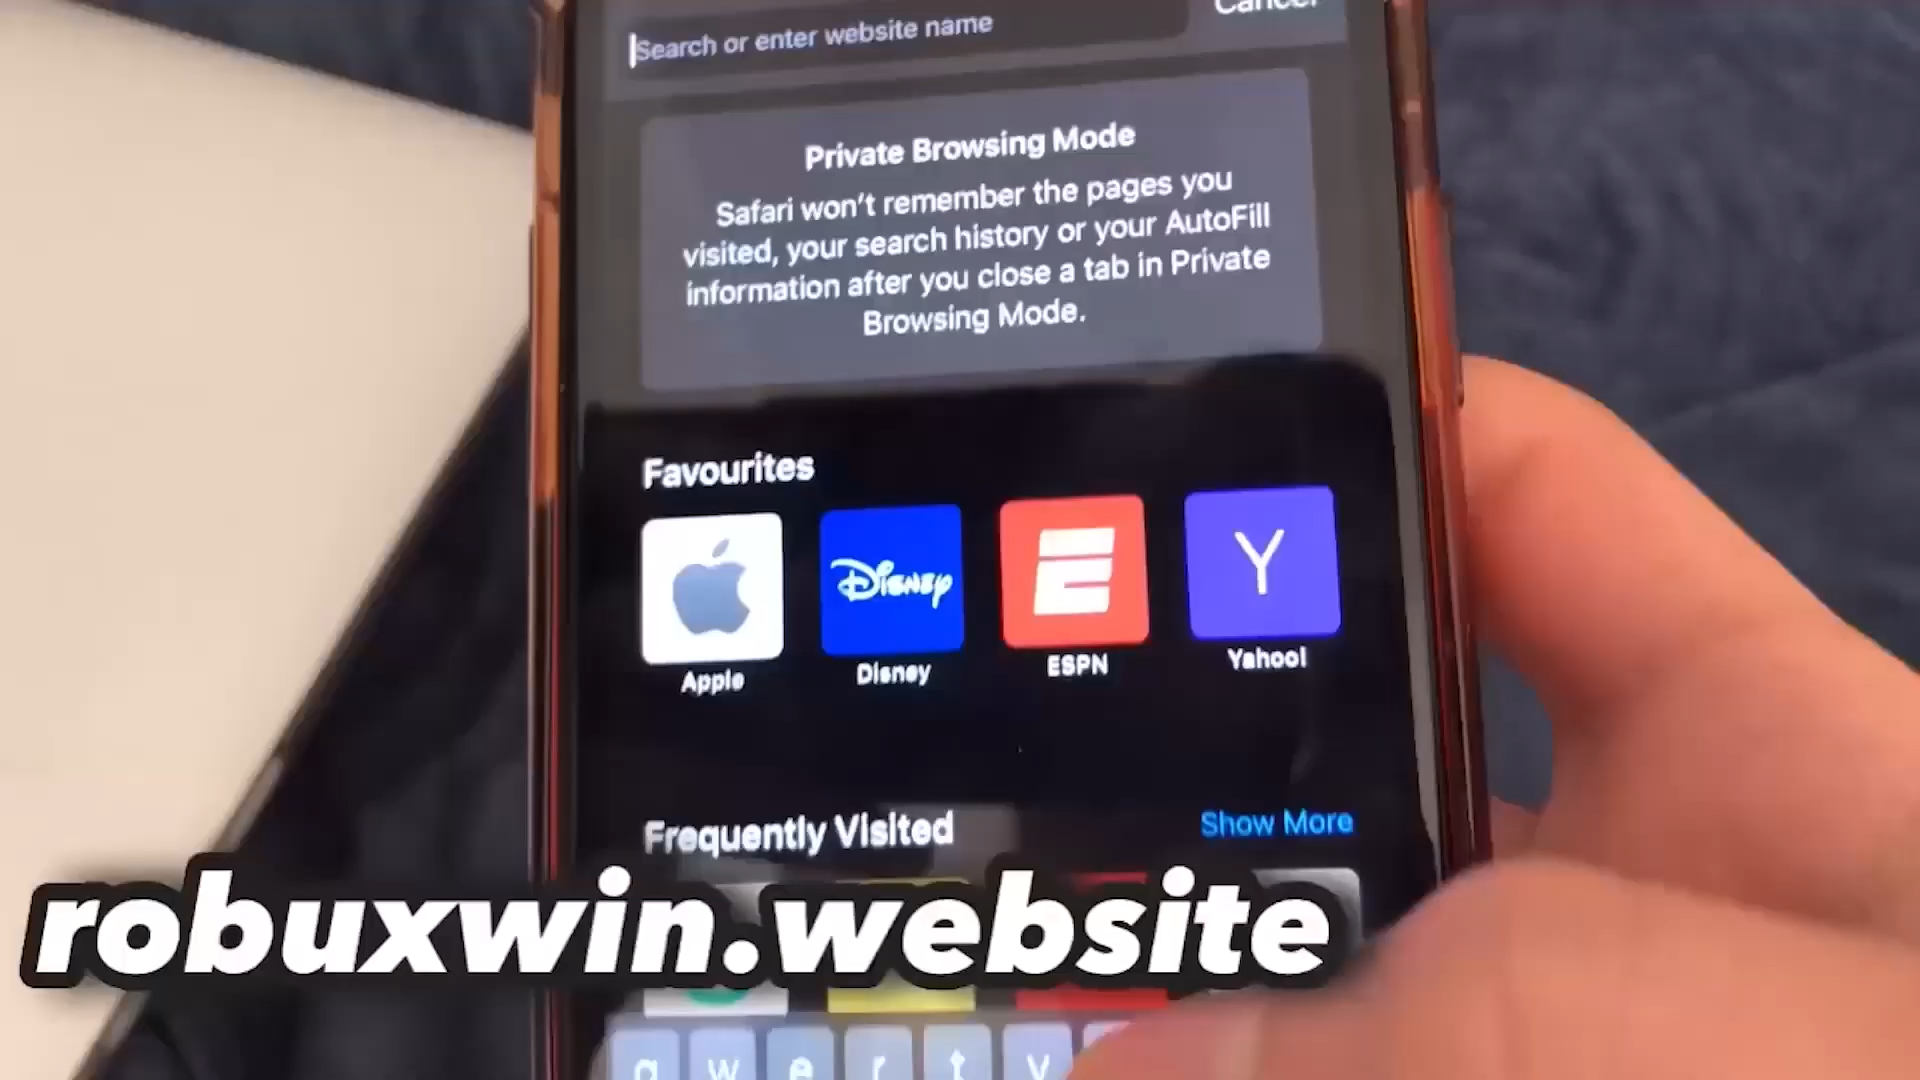 Search or enter website name
Cancel
Private Browsing Mode
Safari won't remember the pages you
visited, your search history or your AutoFill
information after you close a tab in Private
Browsing Mode.
Favourites
Disney
E
Y
Apple
Disney
ESPN
Yahoo!
Frequently Visited
Show More
robuxwin.website
q w e r t y